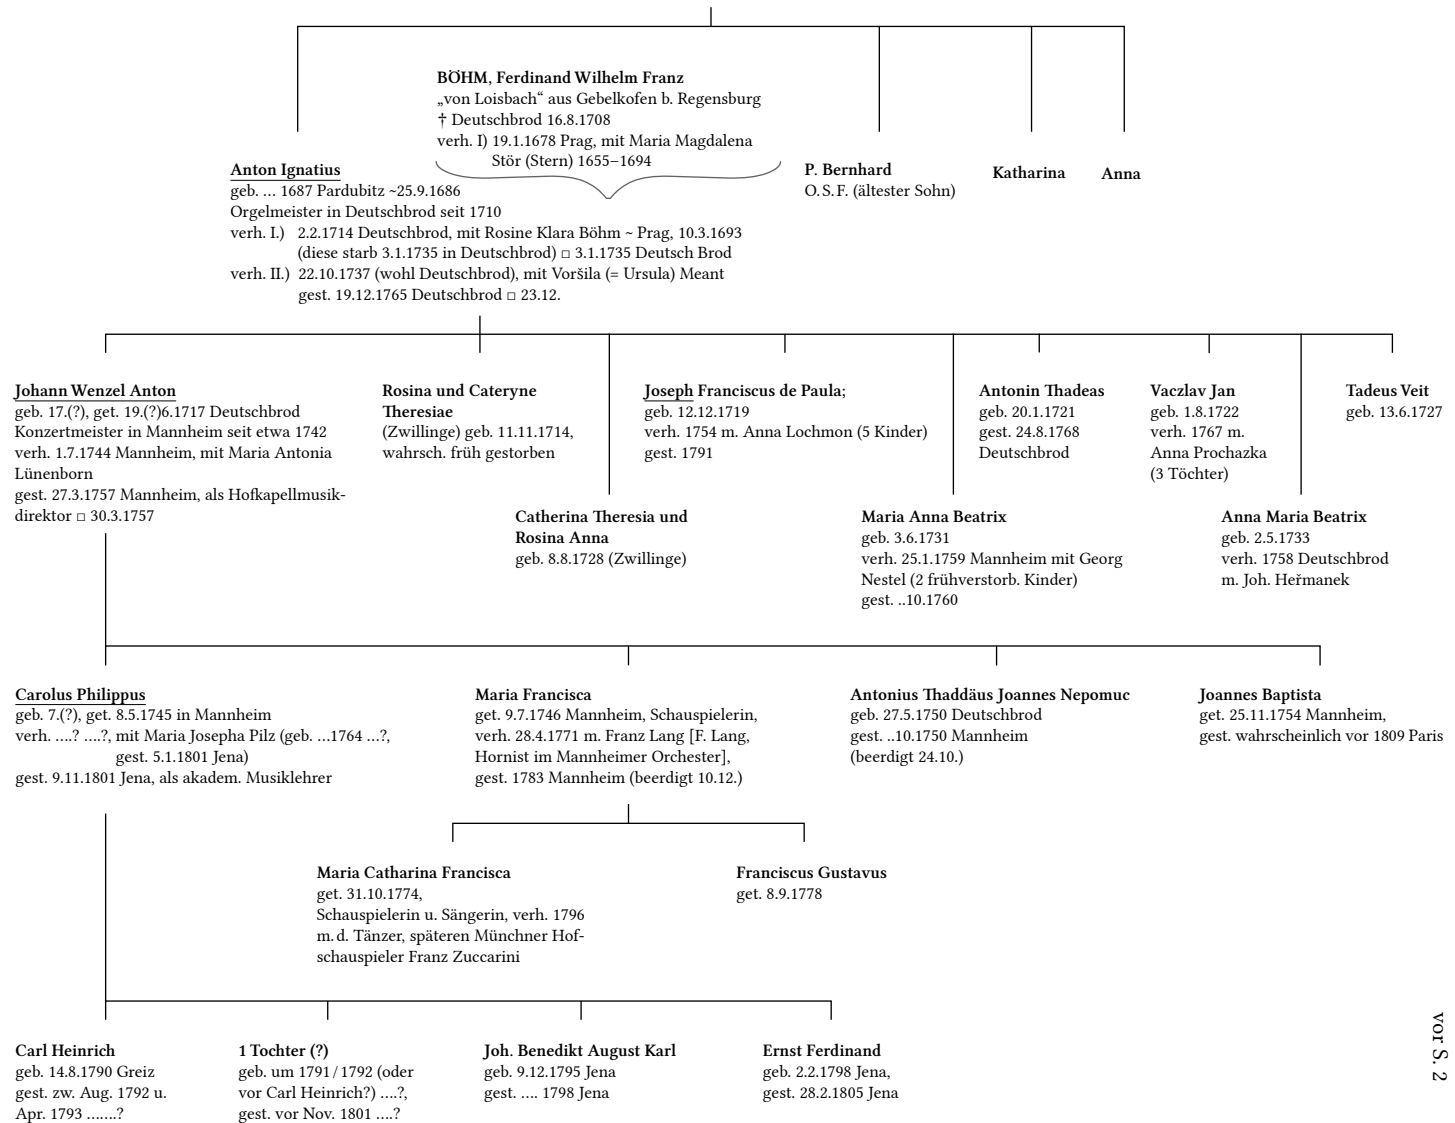 BÖHM, Ferdinand Wilhelm Franz
„von Loisbach“ aus Gebelkofen b. Regensburg
† Deutschbrod 16.8.1708
verh. I) 19.1.1678 Prag, mit Maria Magdalena
Stör (Stern) 1655–1694
Anton Ignatius
geb. ... 1687 Pardubitz ~25.9.1686
Orgelmeister in Deutschbrod seit 1710
verh. I.) 2.2.1714 Deutschbrod, mit Rosine Klara Böhm ~ Prag, 10.3.1693
(diese starb 3.1.1735 in Deutschbrod) □ 3.1.1735 Deutsch Brod
verh. II.) 22.10.1737 (wohl Deutschbrod), mit Voršila (= Ursula) Meant
gest. 19.12.1765 Deutschbrod □ 23.12.
P. Bernhard
O.S.F. (ältester Sohn)
Katharina
Anna
Johann Wenzel Anton
geb. 17.(?), get. 19.(?)6.1717 Deutschbrod
Konzertmeister in Mannheim seit etwa 1742
verh. 1.7.1744 Mannheim, mit Maria Antonia
Lünenborn
gest. 27.3.1757 Mannheim, als Hofkapellmusik-
direktor □ 30.3.1757
Rosina und Cateryne
Theresiae
(Zwillinge) geb. 11.11.1714,
wahrsch. früh gestorben
Joseph Franciscus de Paula;
geb. 12.12.1719
verh. 1754 m. Anna Lochmon (5 Kinder)
gest. 1791
Antonin Thadeas
geb. 20.1.1721
gest. 24.8.1768
Deutschbrod
Vaczlav Jan
geb. 1.8.1722
verh. 1767 m.
Anna Prochazka
(3 Töchter)
Tadeus Veit
geb. 13.6.1727
Catherina Theresia und
Rosina Anna
geb. 8.8.1728 (Zwillinge)
Maria Anna Beatrix
geb. 3.6.1731
verh. 25.1.1759 Mannheim mit Georg
Nestel (2 frühverstorb. Kinder)
gest. ..10.1760
Anna Maria Beatrix
geb. 2.5.1733
verh. 1758 Deutschbrod
m. Joh. Heřmanek
Carolus Philippus
geb. 7.(?), get. 8.5.1745 in Mannheim
verh. ....? ....?, mit Maria Josepha Pilz (geb. ...1764 ...?,
gest. 5.1.1801 Jena)
gest. 9.11.1801 Jena, als akadem. Musiklehrer
Maria Francisca
get. 9.7.1746 Mannheim, Schauspielerin,
verh. 28.4.1771 m. Franz Lang [F. Lang,
Hornist im Mannheimer Orchester],
gest. 1783 Mannheim (beerdigt 10.12.)
Antonius Thaddäus Joannes Nepomuc
geb. 27.5.1750 Deutschbrod
gest. ..10.1750 Mannheim
(beerdigt 24.10.)
Joannes Baptista
get. 25.11.1754 Mannheim,
gest. wahrscheinlich vor 1809 Paris
Maria Catharina Francisca
get. 31.10.1774,
Schauspielerin u. Sängerin, verh. 1796
m. d. Tänzer, späteren Münchner Hof-
schauspieler Franz Zuccarini
Franciscus Gustavus
get. 8.9.1778
Carl Heinrich
geb. 14.8.1790 Greiz
gest. zw. Aug. 1792 u.
Apr. 1793 .......?
1 Tochter (?)
geb. um 1791/1792 (oder
vor Carl Heinrich?) ....?,
gest. vor Nov. 1801 ....?
Joh. Benedikt August Karl
geb. 9.12.1795 Jena
gest. .... 1798 Jena
Ernst Ferdinand
geb. 2.2.1798 Jena,
gest. 28.2.1805 Jena
vor S. 2